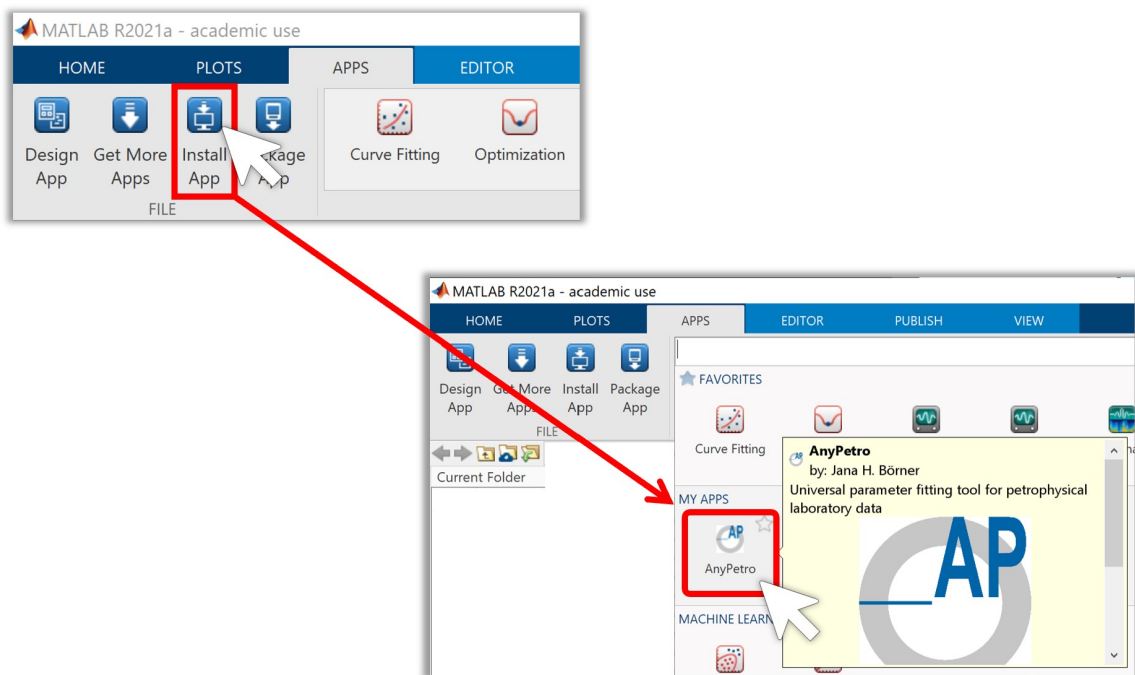 MATLAB R2021a - academic use
HOME PLOTS APPS EDITOR
Design App Get More Apps Install App App
Curve Fitting Optimization
FILE
MATLAB R2021a - academic use
HOME PLOTS APPS EDITOR PUBLISH VIEW
Design App Get More Apps Install App Package App
FILE
FAVORITES
Curve Fitting
Current Folder
MY APPS
AP
AnyPetro
AP AnyPetro
by: Jana H. Börner
Universal parameter fitting tool for petrophysical
laboratory data
AP
MACHINE LEARN